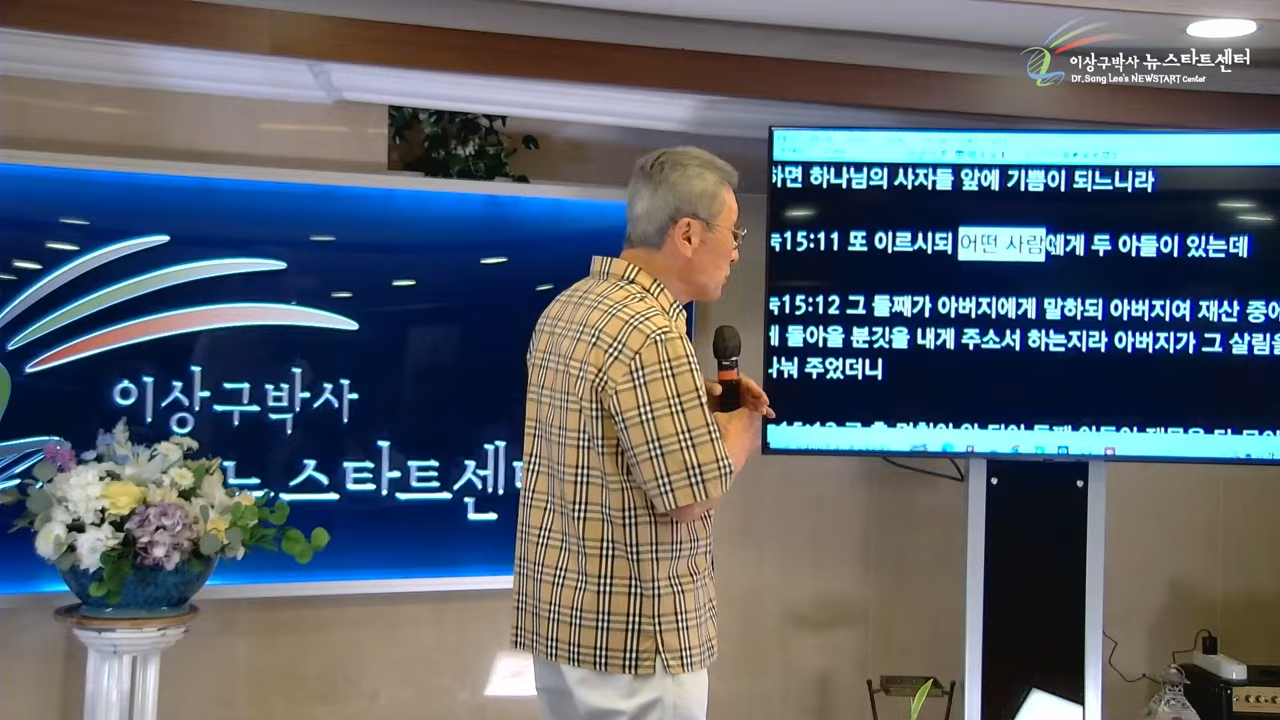 이상구박사 뉴스타트센터
Dr. Sang Lee's NEWSTART Center
하면 하나님의 사자들 앞에 기쁨이 되느니라
15:11 또 이르시되 어떤 사람에게 두 아들이 있는데
15:12 그 둘째가 아버지에게 말하되 아버지여 재산 중에
돌아올 분깃을 내게 주소서 하는지라 아버지가 그 살림을
나눠 주었더니
이상구박사
뉴스타트센터